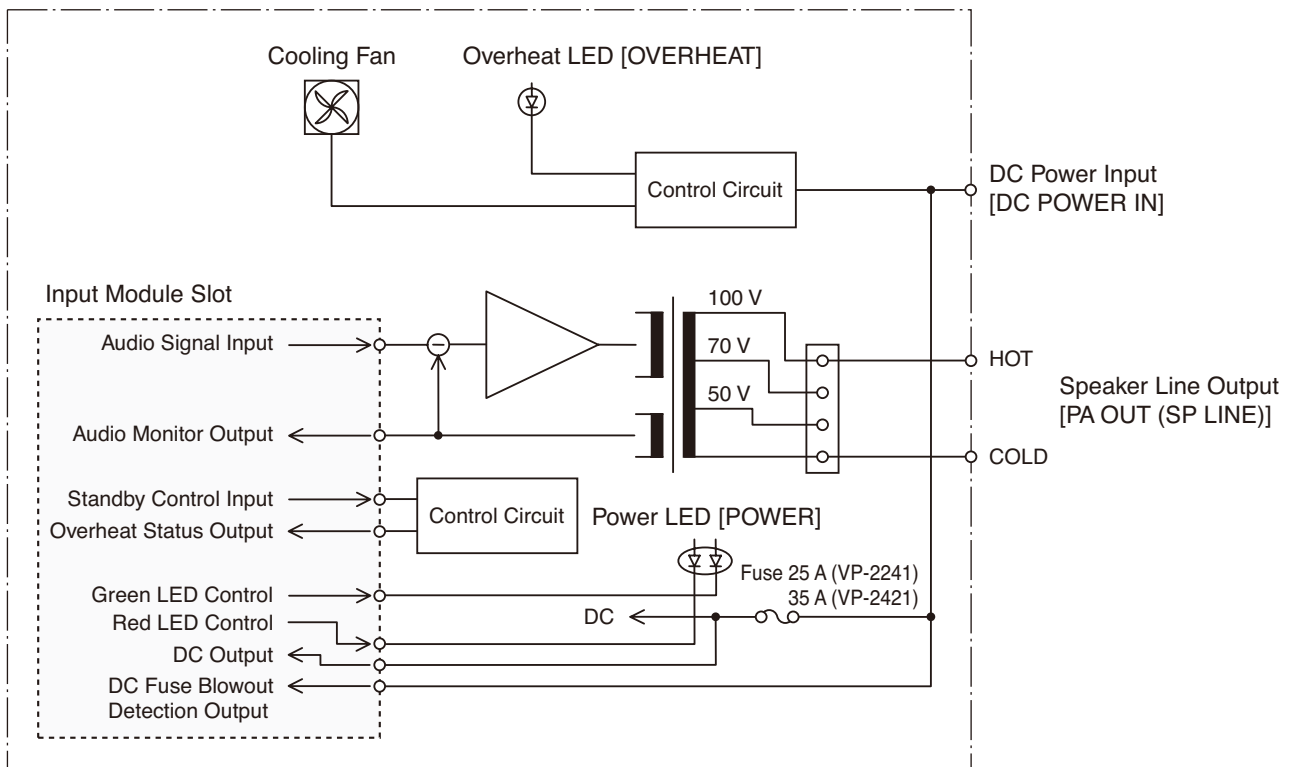 Cooling Fan
Overheat LED [OVERHEAT]
Control Circuit
DC Power Input
[DC POWER IN]
Input Module Slot
100 V
70 V
50 V
Audio Signal Input
HOT
Speaker Line Output
[PA OUT (SP LINE)]
Audio Monitor Output
COLD
Standby Control Input
Overheat Status Output
Control Circuit
Power LED [POWER]
Fuse 25 A (VP-2241)
35 A (VP-2421)
Green LED Control
DC
Red LED Control
DC Output
DC Fuse Blowout
Detection Output